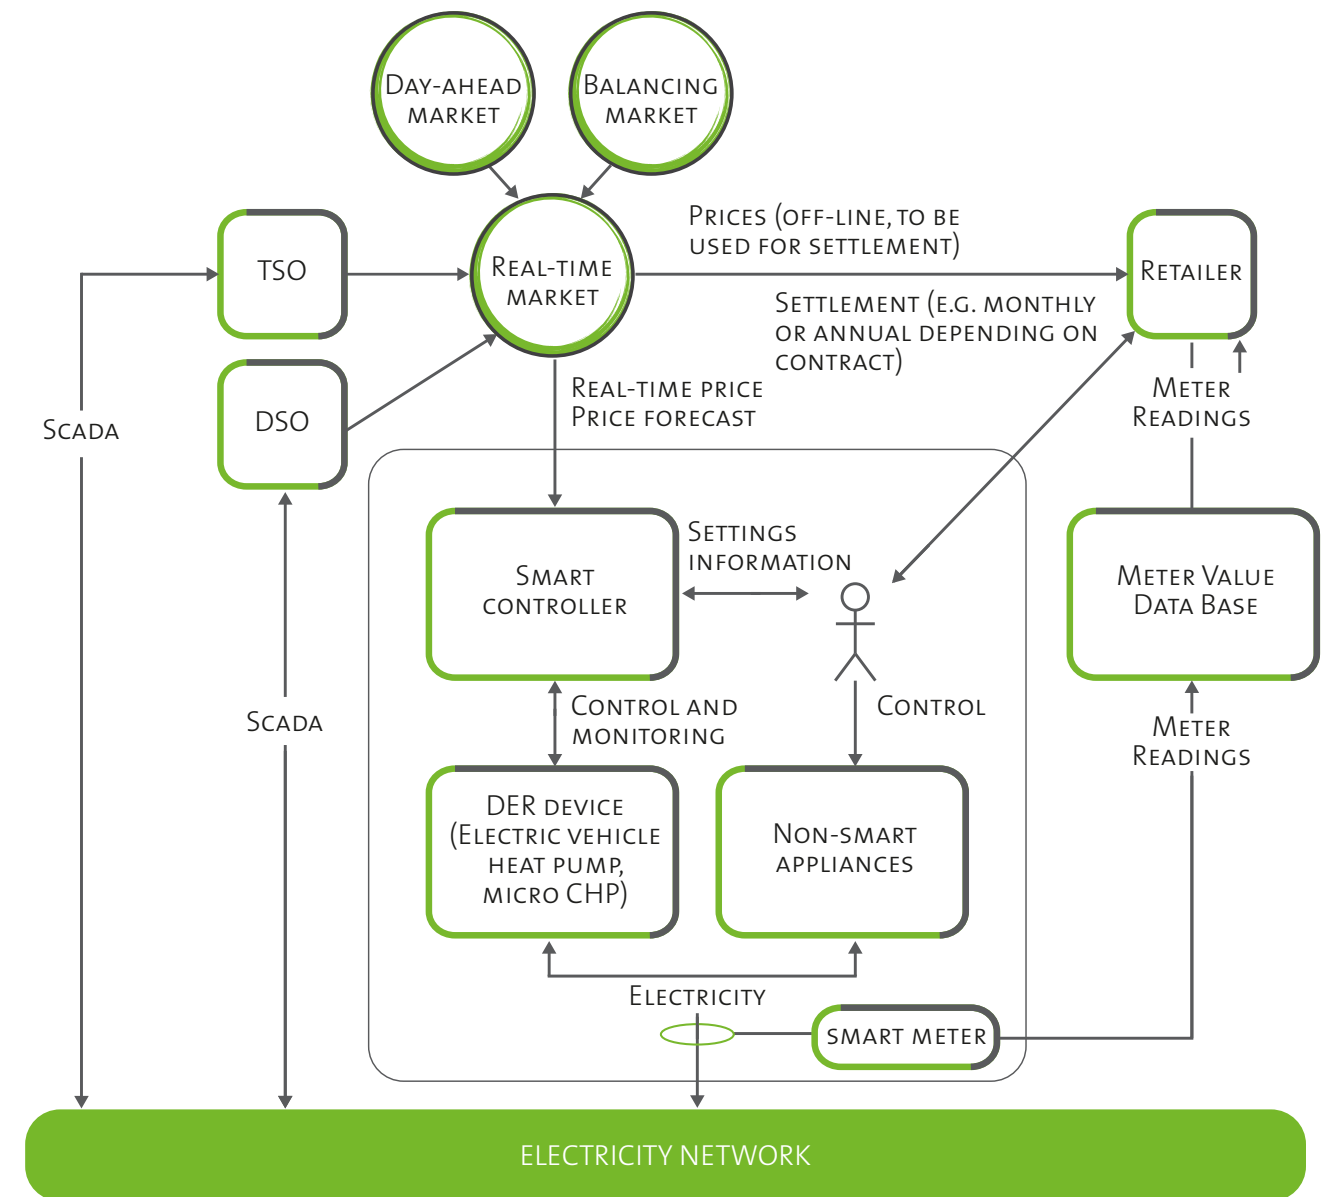 Day-ahead
market
Balancing
market
Prices (off-line, to be
used for settlement)
TSO
Real-time
market
Retailer
Settlement (e.g. monthly
or annual depending on
contract)
Real-time price
Price forecast
Meter
Readings
DSO
Scada
Settings
information
Smart
controller
Meter Value
Data Base
Control and
monitoring
Control
Scada
Meter
Readings
DER device
(Electric vehicle
heat pump,
micro CHP)
Non-smart
appliances
Electricity
smart meter
ELECTRICITY NETWORK